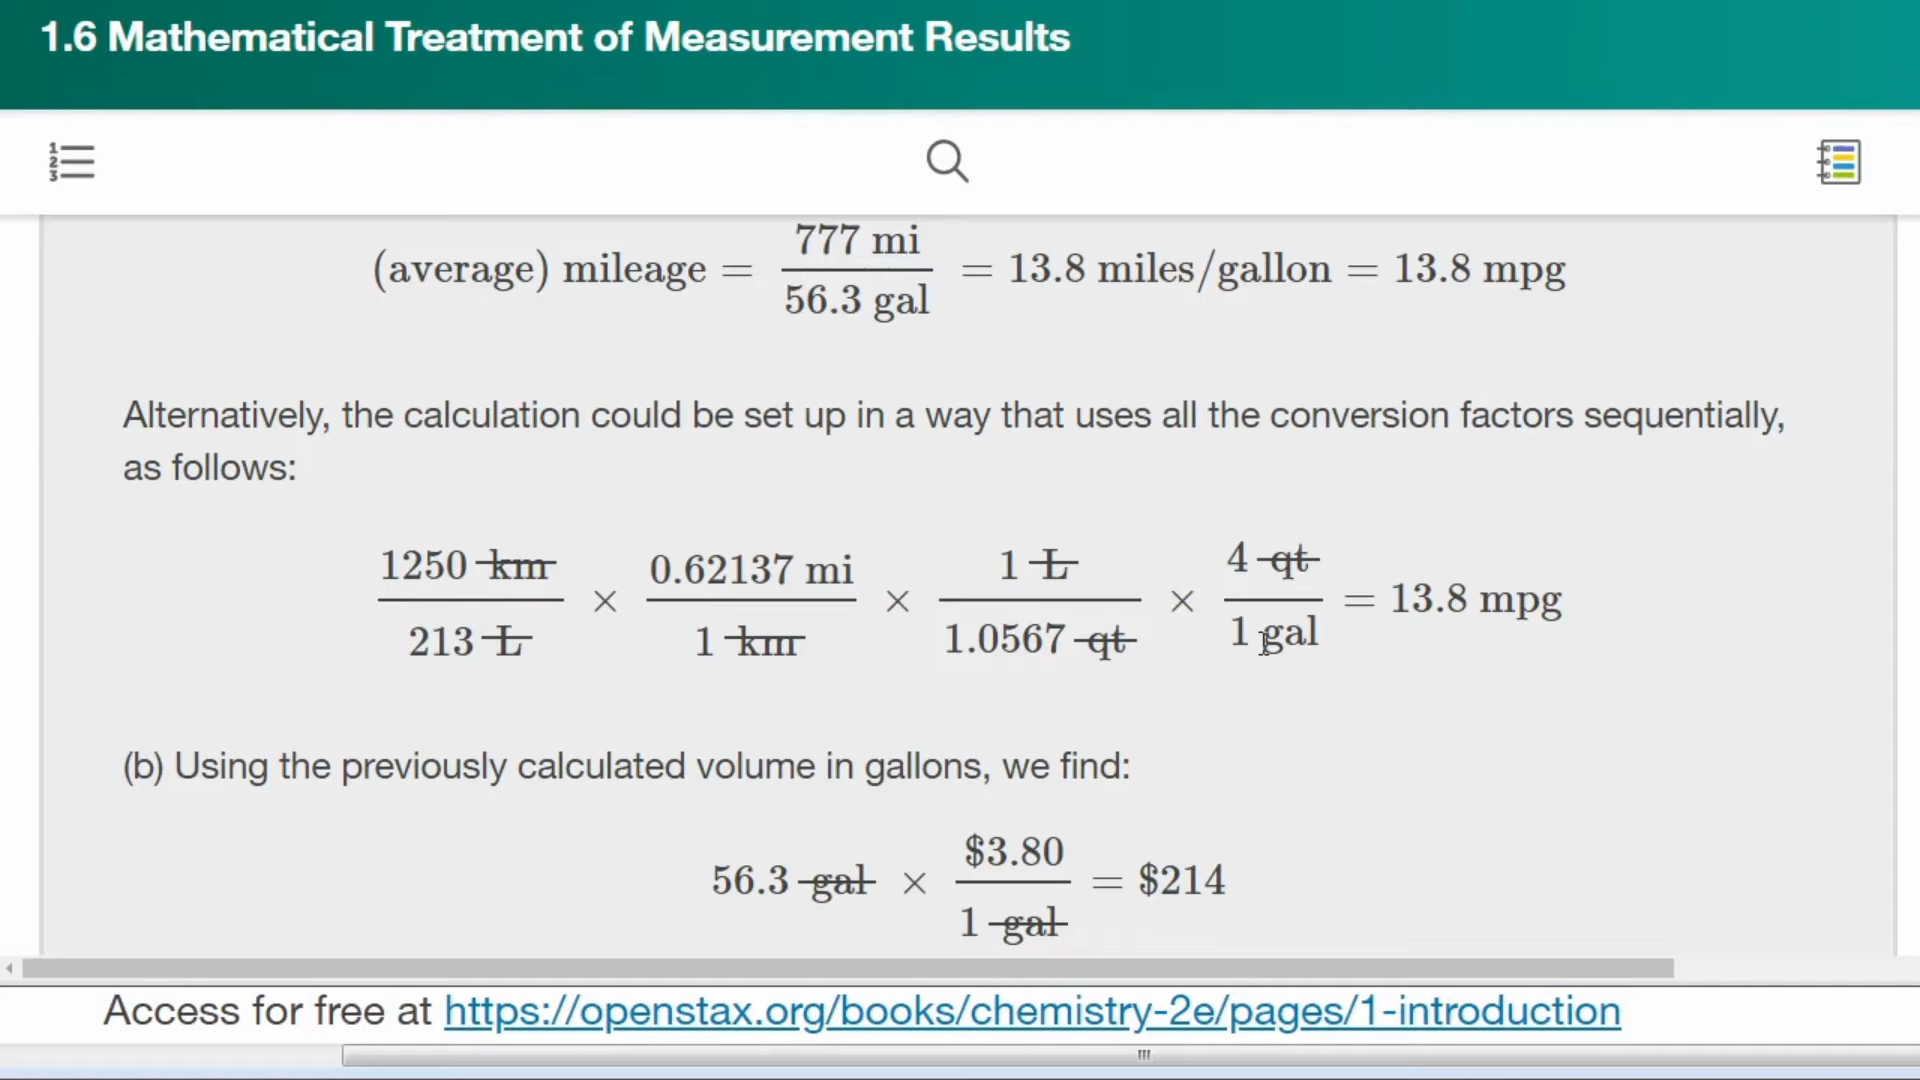 1.6 Mathematical Treatment of Measurement Results
1
2
3
(average) mileage = 777 mi / 56.3 gal = 13.8 miles/gallon = 13.8 mpg
Alternatively, the calculation could be set up in a way that uses all the conversion factors sequentially,
as follows:
1250 km / 213 L × 0.62137 mi / 1 km × 1 L / 1.0567 qt × 4 qt / 1 gal = 13.8 mpg
(b) Using the previously calculated volume in gallons, we find:
56.3 gal × $3.80 / 1 gal = $214
Access for free at https://openstax.org/books/chemistry-2e/pages/1-introduction